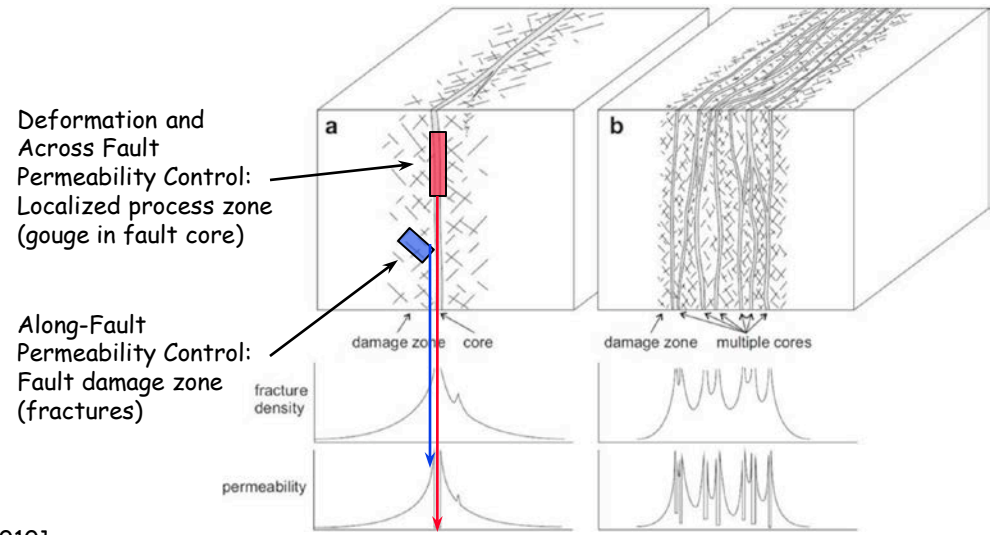 Deformation and
Across Fault
Permeability Control:
Localized process zone
(gouge in fault core)
Along-Fault
Permeability Control:
Fault damage zone
(fractures)
a
b
damage zone core
damage zone multiple cores
fracture
density
permeability